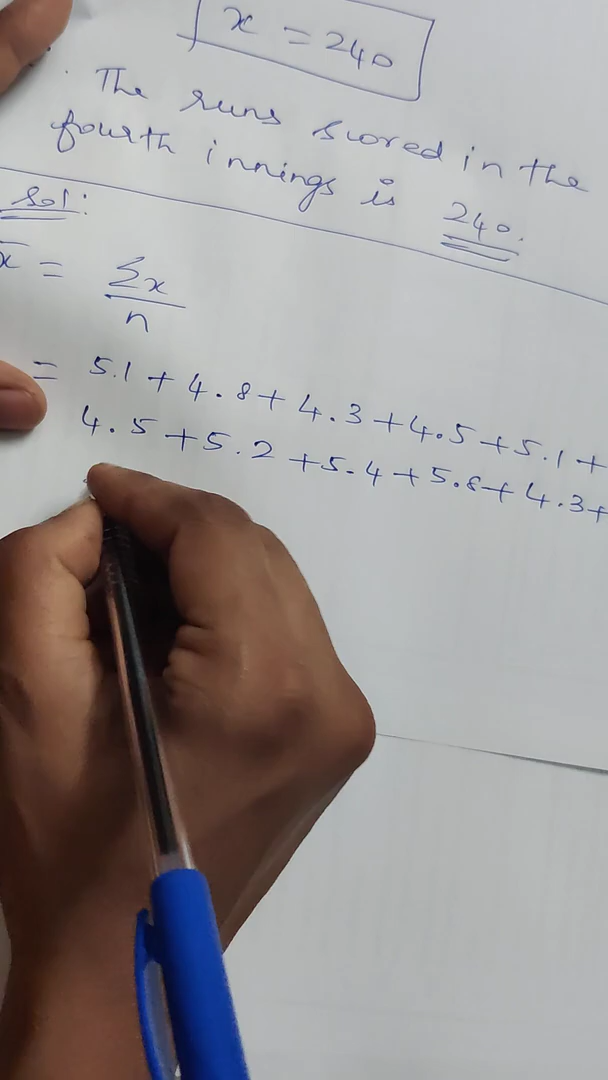 x = 240
The runs scored in the
fourth innings is 240.
Sol:
x̄ = Σx
n
= 5.1 + 4.8 + 4.3 + 4.5 + 5.1 +
4.5 + 5.2 + 5.4 + 5.8 + 4.3 +